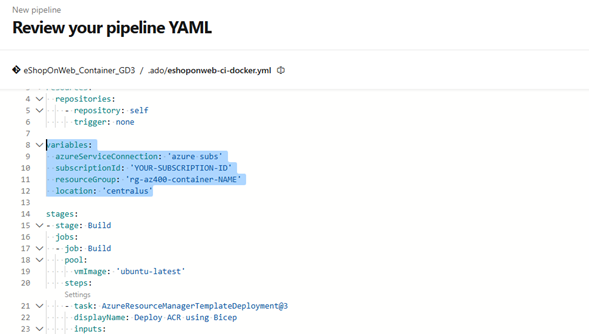 New pipeline
Review your pipeline YAML
eShopOnWeb_Container_GD3 / .ado/eshoponweb-ci-docker.yml
4 repositories:
5 - repository: self
6 trigger: none
7
8 variables:
9 azureServiceConnection: 'azure subs'
10 subscriptionId: 'YOUR-SUBSCRIPTION-ID'
11 resourceGroup: 'rg-az400-container-NAME'
12 location: 'centralus'
13
14 stages:
15 - stage: Build
16 jobs:
17 - job: Build
18 pool:
19 vmImage: 'ubuntu-latest'
20 steps:
Settings
21 - task: AzureResourceManagerTemplateDeployment@3
22 displayName: Deploy ACR using Bicep
23 inputs: